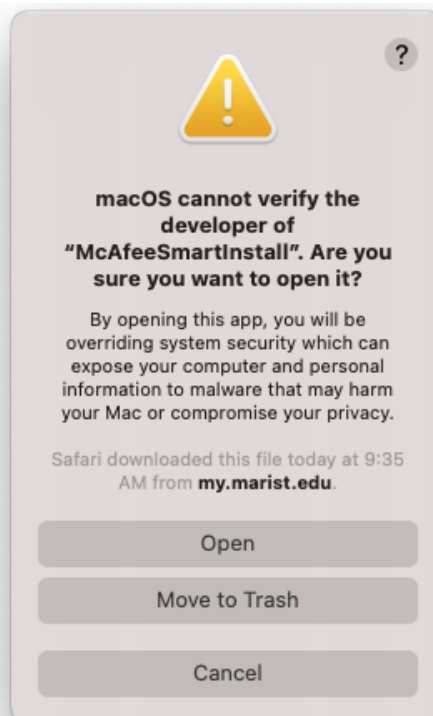 ?
macOS cannot verify the
developer of
“McAfeeSmartInstall”. Are you
sure you want to open it?
By opening this app, you will be
overriding system security which can
expose your computer and personal
information to malware that may harm
your Mac or compromise your privacy.
Safari downloaded this file today at 9:35
AM from my.marist.edu.
Open
Move to Trash
Cancel